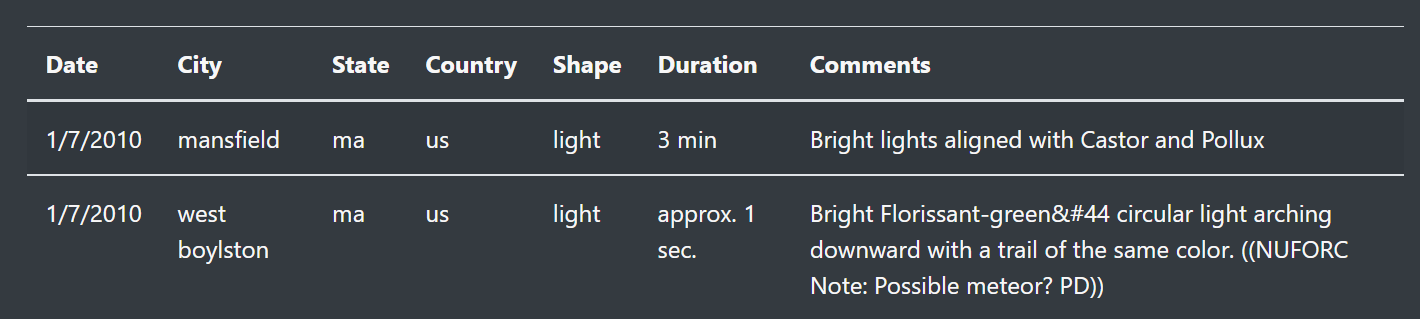 Date City State Country Shape Duration Comments
1/7/2010 mansfield ma us light 3 min Bright lights aligned with Castor and Pollux
1/7/2010 west ma us light approx. 1 Bright Florissant-green&#44 circular light arching
boylston sec. downward with a trail of the same color. ((NUFORC
Note: Possible meteor? PD))